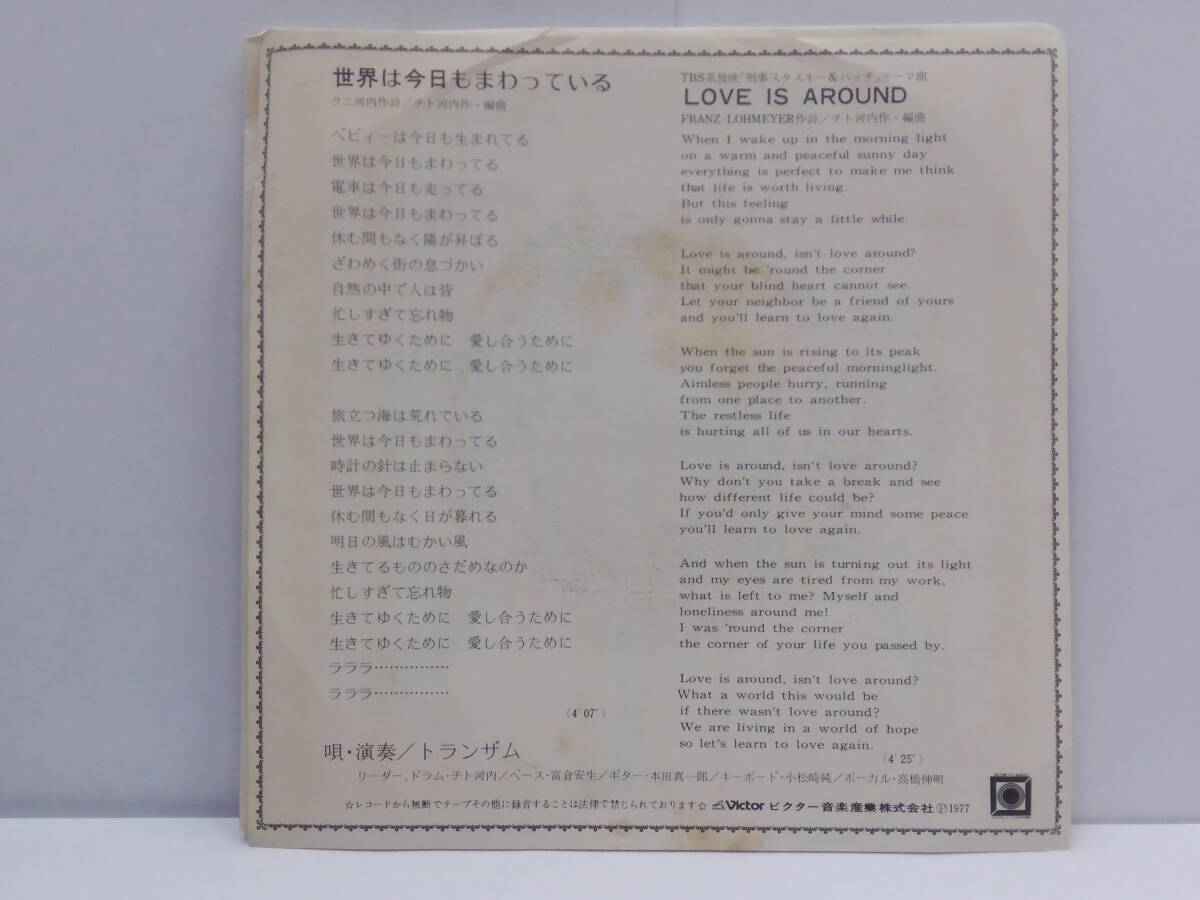 世界は今日もまわっている
クニ河内作詩／チト河内作・編曲
ベビィーは今日も生まれてる
世界は今日もまわってる
電車は今日も走ってる
世界は今日もまわってる
休む間もなく陽が昇ぼる
ざわめく街の息づかい
自然の中で人は皆
忙しすぎて忘れ物
生きてゆくために　愛し合うために
生きてゆくために　愛し合うために
旅立つ海は荒れている
世界は今日もまわってる
時計の針は止まらない
世界は今日もまわってる
休む間もなく日が暮れる
明日の風はむかい風
生きてるもののさだめなのか
忙しすぎて忘れ物
生きてゆくために　愛し合うために
生きてゆくために　愛し合うために
ラララ……………
ラララ……………
(4'07")
TBS系放映「刑事スタスキー&ハッチ」テーマ曲
LOVE IS AROUND
FRANZ-LOHMEYER作詩／チト河内作・編曲
When I wake up in the morning light
on a warm and peaceful sunny day
everything is perfect to make me think
that life is worth living.
But this feeling
is only gonna stay a little while.
Love is around, isn't love around?
It might be 'round the corner
that your blind heart cannot see.
Let your neighbor be a friend of yours
and you'll learn to love again.
When the sun is rising to its peak
you forget the peaceful morninglight.
Aimless people hurry, running
from one place to another.
The restless life
is hurting all of us in our hearts.
Love is around, isn't love around?
Why don't you take a break and see
how different life could be?
If you'd only give your mind some peace
you'll learn to love again.
And when the sun is turning out its light
and my eyes are tired from my work,
what is left to me? Myself and
loneliness around me!
I was 'round the corner
the corner of your life you passed by.
Love is around, isn't love around?
What a world this would be
if there wasn't love around?
We are living in a world of hope
so let's learn to love again.
(4'25")
唄・演奏／トランザム
リーダー、ドラム・チト河内／ベース・富倉安生／ギター・本田真一郎／キーボード・小松崎純／ボーカル・高橋伸明
☆レコードから無断でテープその他に録音することは法律で禁じられております☆ Victor ビクター音楽産業株式会社 Ⓟ1977